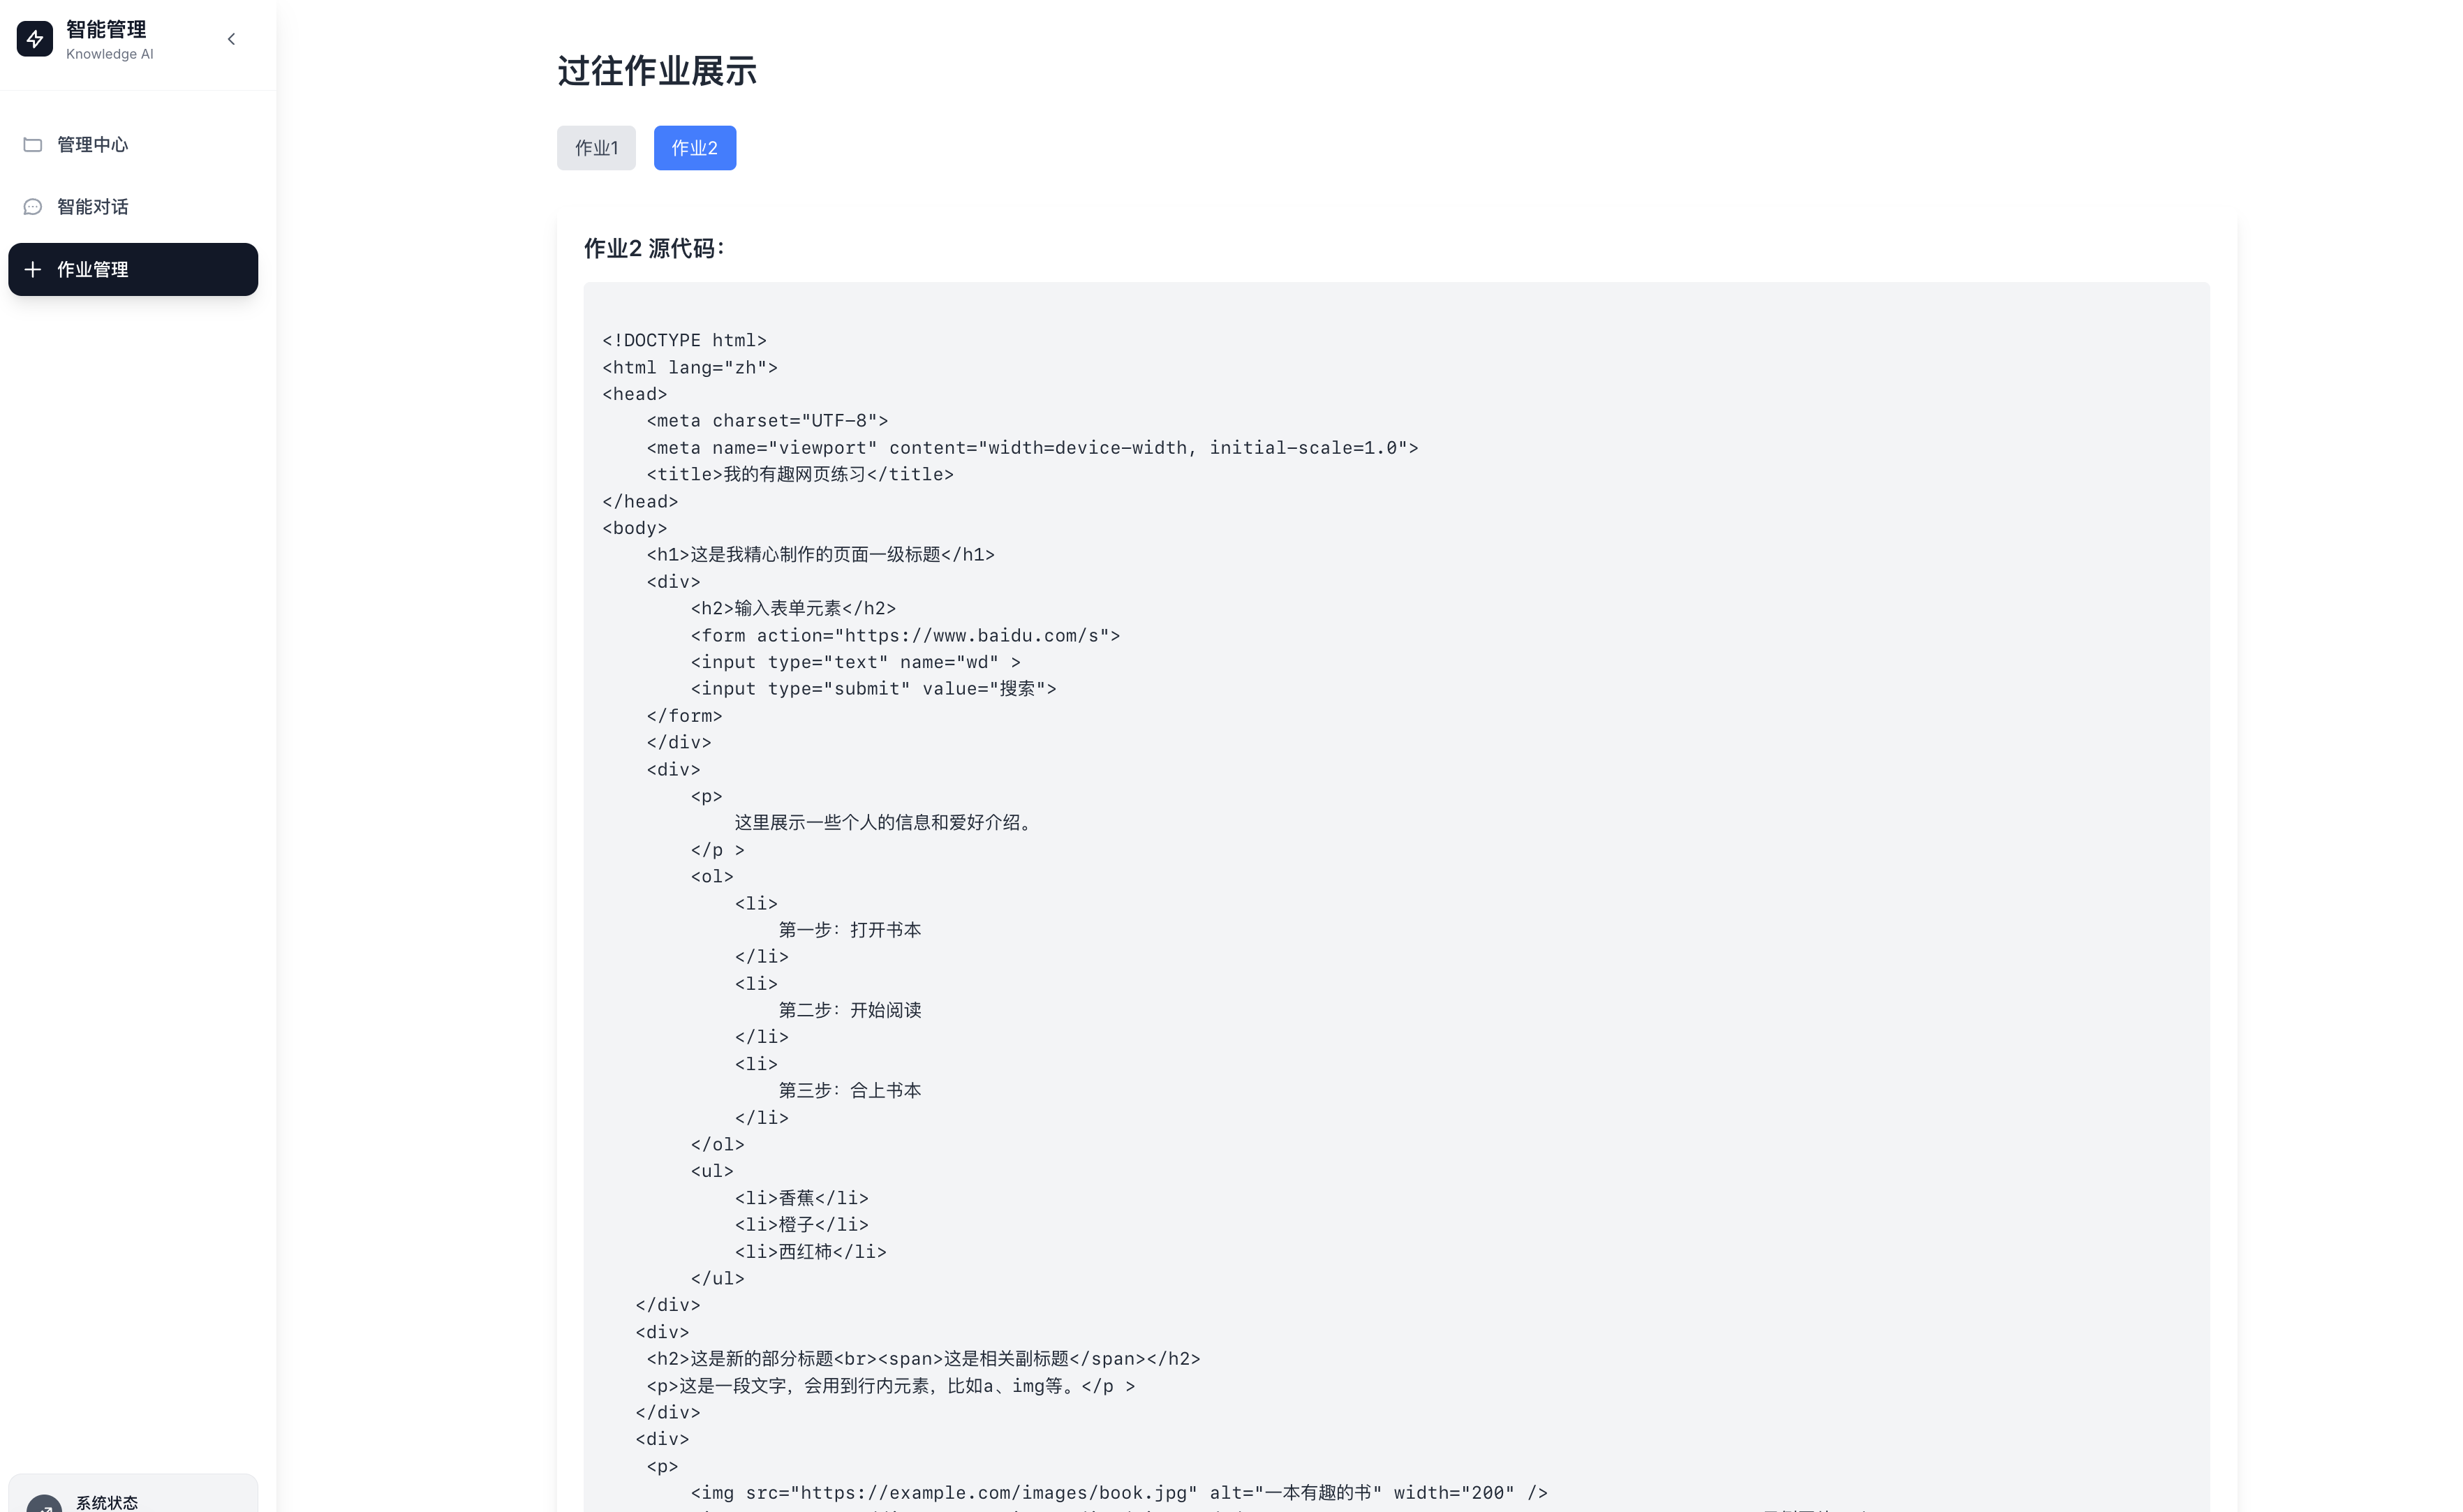 智能管理
Knowledge AI
管理中心
智能对话
作业管理
系统状态
过往作业展示
作业1
作业2
作业2 源代码：
<!DOCTYPE html>
<html lang="zh">
<head>
    <meta charset="UTF-8">
    <meta name="viewport" content="width=device-width, initial-scale=1.0">
    <title>我的有趣网页练习</title>
</head>
<body>
    <h1>这是我精心制作的页面一级标题</h1>
    <div>
        <h2>输入表单元素</h2>
        <form action="https://www.baidu.com/s">
        <input type="text" name="wd" >
        <input type="submit" value="搜索">
    </form>
    </div>
    <div>
        <p>
            这里展示一些个人的信息和爱好介绍。
        </p >
        <ol>
            <li>
                第一步：打开书本
            </li>
            <li>
                第二步：开始阅读
            </li>
            <li>
                第三步：合上书本
            </li>
        </ol>
        <ul>
            <li>香蕉</li>
            <li>橙子</li>
            <li>西红柿</li>
        </ul>
   </div>
   <div>
    <h2>这是新的部分标题<br><span>这是相关副标题</span></h2>
    <p>这是一段文字，会用到行内元素，比如a、img等。</p >
   </div>
   <div>
    <p>
        <img src="https://example.com/images/book.jpg" alt="一本有趣的书" width="200" />